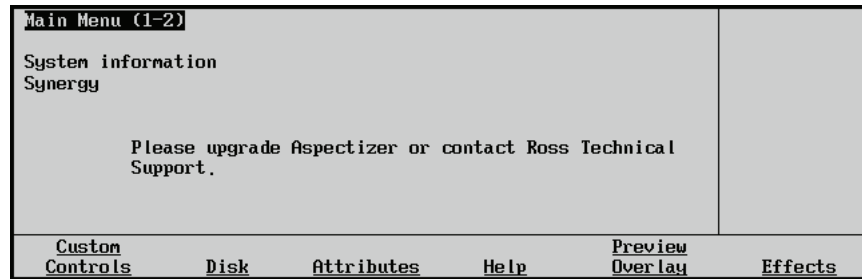 Main Menu (1-2)
System information
Synergy
Please upgrade Aspectizer or contact Ross Technical
Support.
Custom Preview
Controls Disk Attributes Help Overlay Effects